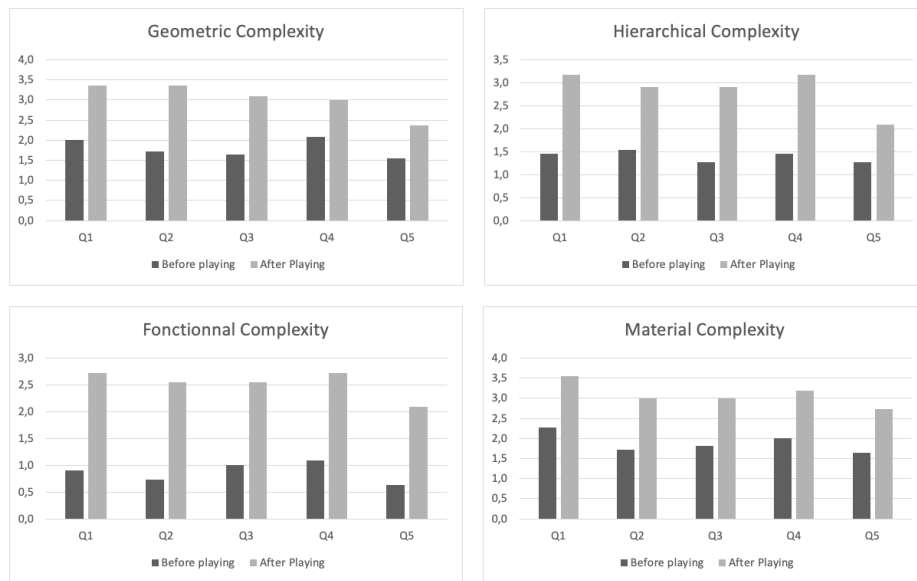 Geometric Complexity
4,0
3,5
3,0
2,5
2,0
1,5
1,0
0,5
0,0
Q1 Q2 Q3 Q4 Q5
Before playing After Playing
Hierarchical Complexity
3,5
3,0
2,5
2,0
1,5
1,0
0,5
0,0
Q1 Q2 Q3 Q4 Q5
Before playing After Playing
Fonctionnal Complexity
3,0
2,5
2,0
1,5
1,0
0,5
0,0
Q1 Q2 Q3 Q4 Q5
Before playing After Playing
Material Complexity
4,0
3,5
3,0
2,5
2,0
1,5
1,0
0,5
0,0
Q1 Q2 Q3 Q4 Q5
Before playing After Playing